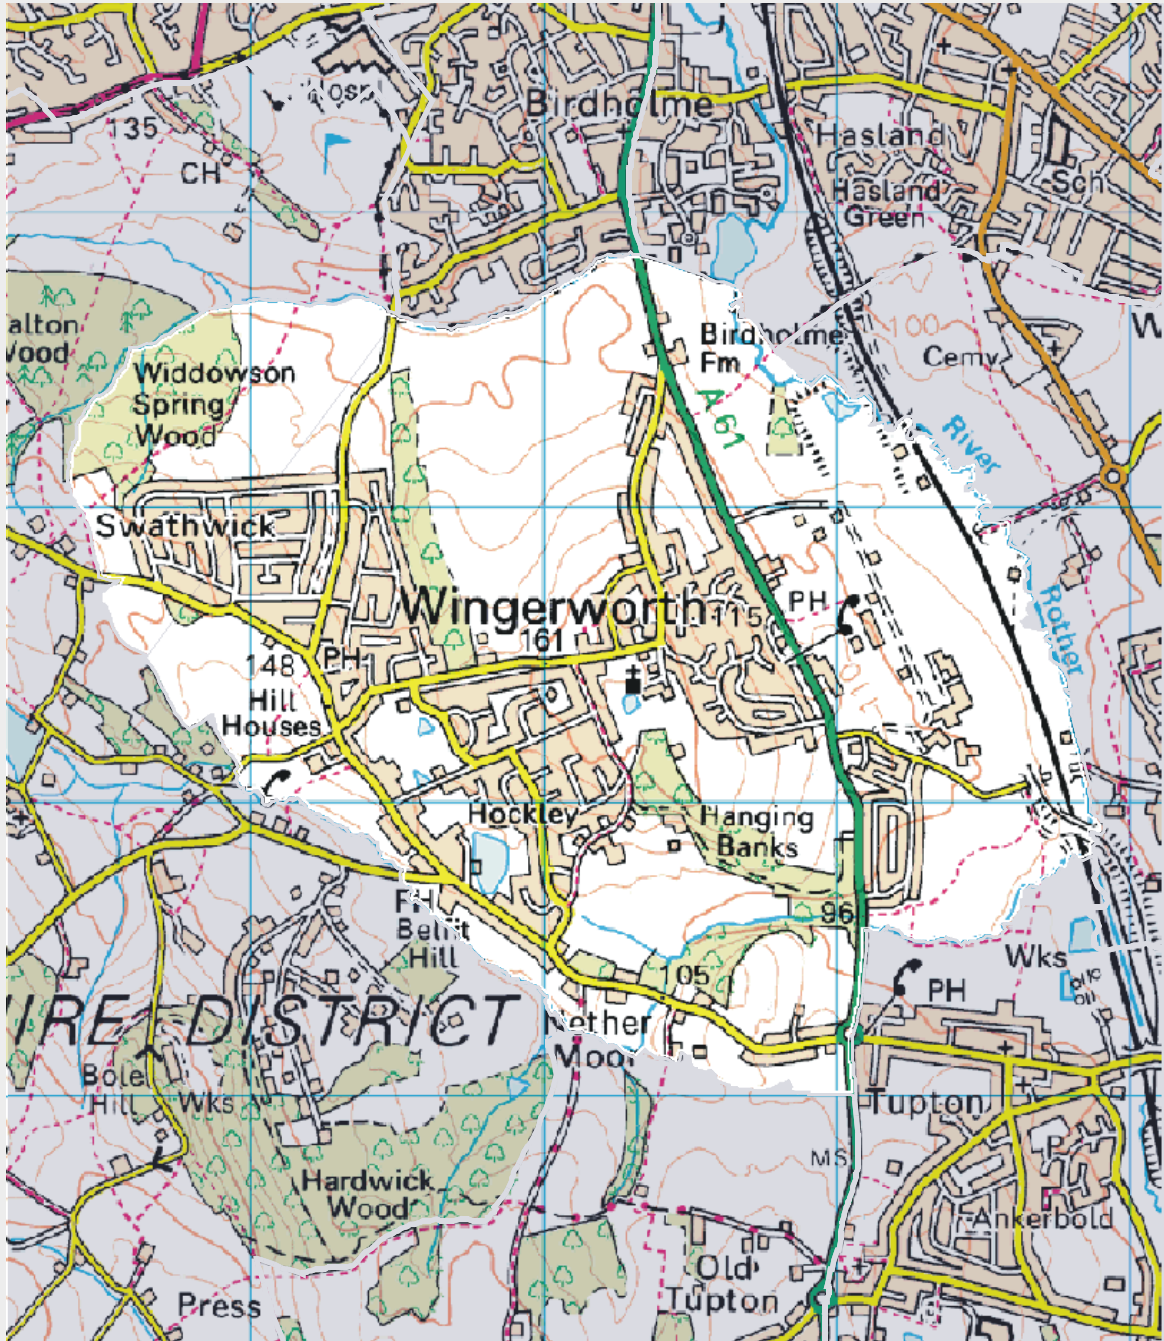 Birdholme
135
CH
Hasland
Hasland
Green
Sch
alton
Wood
Birdholme
Fm
100
Cemy
W
Widdowson
Spring
Wood
A 61
River
Swathwick
Wingerworth
115
PH
161
148
PH
Hill
Houses
Rother
Hockley
Hanging
Banks
96
PH
Belfit
Hill
105
Wks
PH
IRE DISTRICT
Nether
Moor
Bole
Hill
Wks
Tupton
MS
Hardwick
Wood
Ankerbold
Old
Tupton
Press